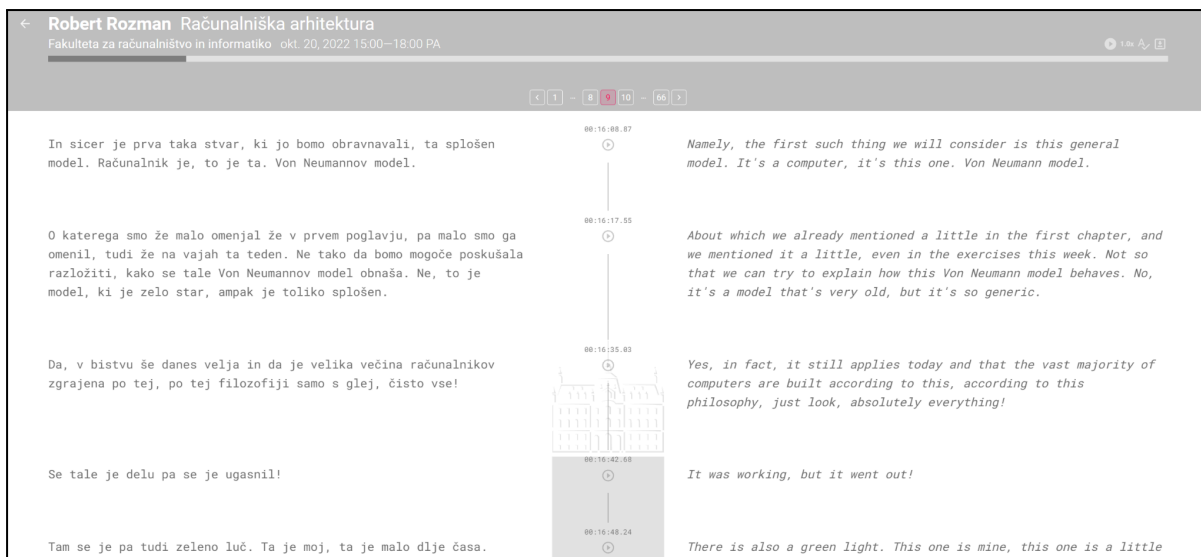 ← Robert Rozman Računalniška arhitektura
Fakulteta za računalništvo in informatiko okt. 20, 2022 15:00—18:00 PA
1.0x
< 1 – 8 9 10 – 66 >
00:16:08.87
In sicer je prva taka stvar, ki jo bomo obravnavali, ta splošen
model. Računalnik je, to je ta. Von Neumannov model.
Namely, the first such thing we will consider is this general
model. It's a computer, it's this one. Von Neumann model.
00:16:17.55
O katerega smo že malo omenjal že v prvem poglavju, pa malo smo ga
omenil, tudi že na vajah ta teden. Ne tako da bomo mogoče poskušala
razložiti, kako se tale Von Neumannov model obnaša. Ne, to je
model, ki je zelo star, ampak je toliko splošen.
About which we already mentioned a little in the first chapter, and
we mentioned it a little, even in the exercises this week. Not so
that we can try to explain how this Von Neumann model behaves. No,
it's a model that's very old, but it's so generic.
00:16:35.03
Da, v bistvu še danes velja in da je velika večina računalnikov
zgrajena po tej, po tej filozofiji samo s glej, čisto vse!
Yes, in fact, it still applies today and that the vast majority of
computers are built according to this, according to this
philosophy, just look, absolutely everything!
00:16:42.68
Se tale je delu pa se je ugasnil!
It was working, but it went out!
00:16:48.24
Tam se je pa tudi zeleno luč. Ta je moj, ta je malo dlje časa.
There is also a green light. This one is mine, this one is a little